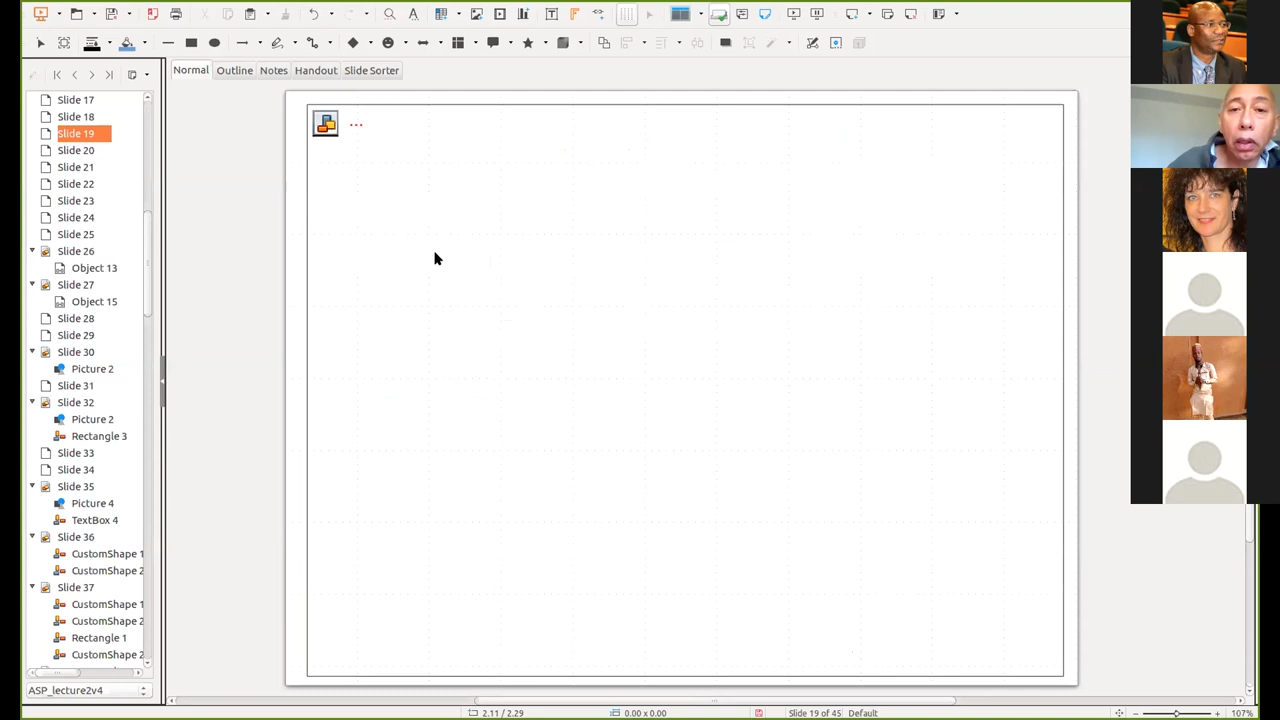 Normal
Outline
Notes
Handout
Slide Sorter
Slide 17
Slide 18
Slide 19
Slide 20
Slide 21
Slide 22
Slide 23
Slide 24
Slide 25
Slide 26
Object 13
Slide 27
Object 15
Slide 28
Slide 29
Slide 30
Picture 2
Slide 31
Slide 32
Picture 2
Rectangle 3
Slide 33
Slide 34
Slide 35
Picture 4
TextBox 4
Slide 36
CustomShape 1
CustomShape 2
Slide 37
CustomShape 1
CustomShape 2
Rectangle 1
CustomShape 2
ASP_lecture2v4
...
2.11 / 2.29
0.00 x 0.00
Slide 19 of 45
Default
107%